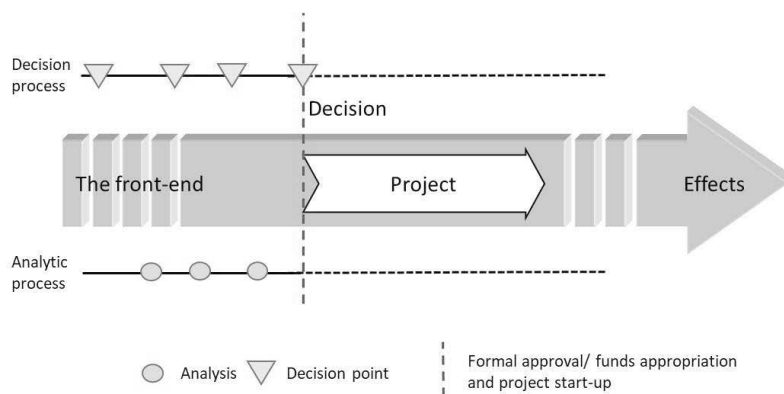 Decision
process
Decision
The front-end
Project
Effects
Analytic
process
Analysis
Decision point
Formal approval/ funds appropriation
and project start-up